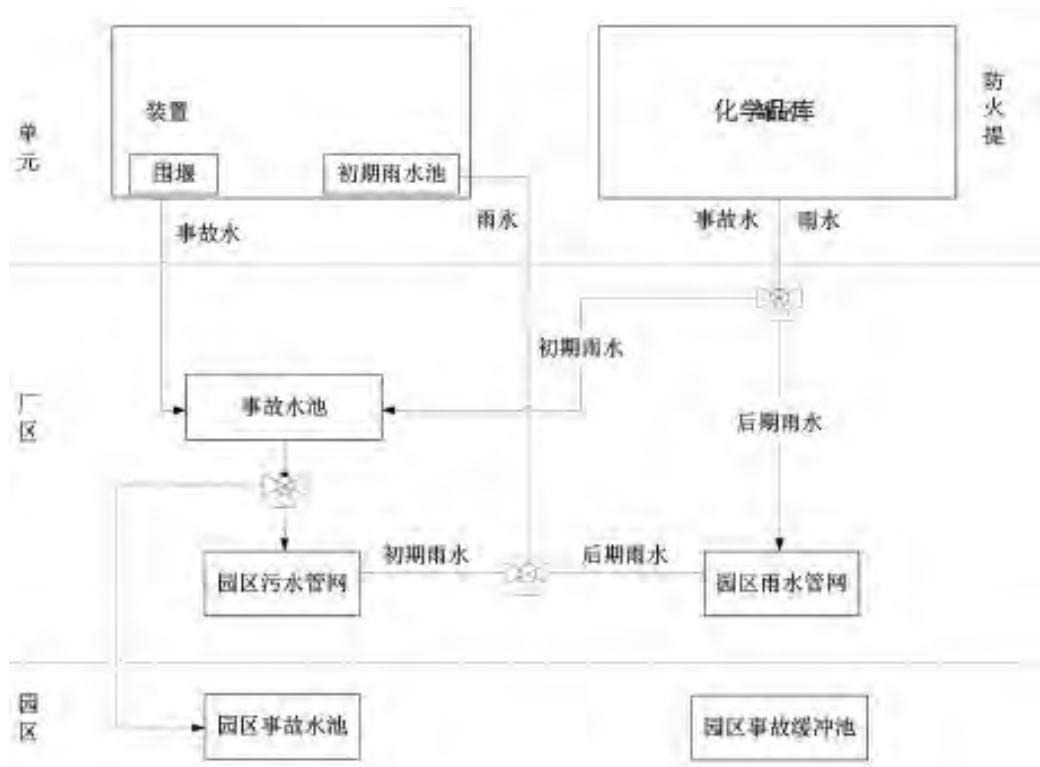 单元
装置
围堰
初期雨水池
化学品库
防火提
事故水
雨水
事故水
雨水
厂区
初期雨水
事故水池
后期雨水
初期雨水
后期雨水
园区污水管网
园区雨水管网
园区
园区事故水池
园区事故缓冲池